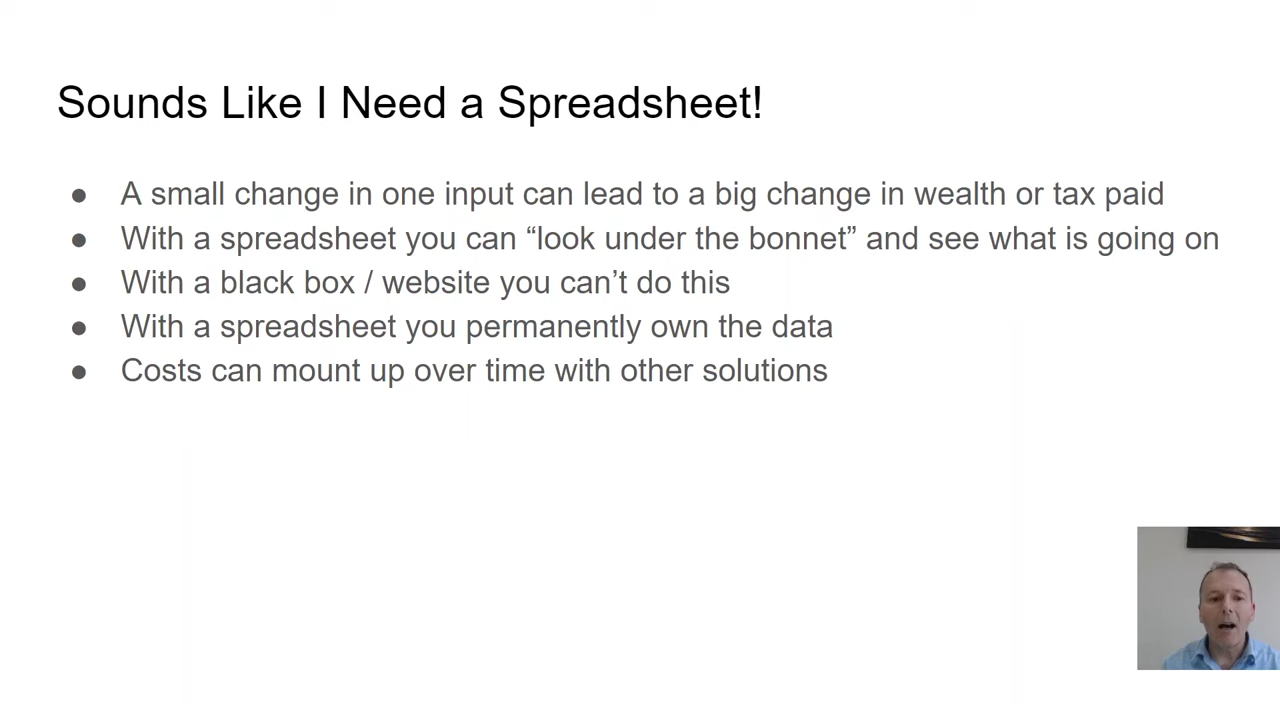 Sounds Like I Need a Spreadsheet!
● A small change in one input can lead to a big change in wealth or tax paid
● With a spreadsheet you can “look under the bonnet” and see what is going on
● With a black box / website you can’t do this
● With a spreadsheet you permanently own the data
● Costs can mount up over time with other solutions